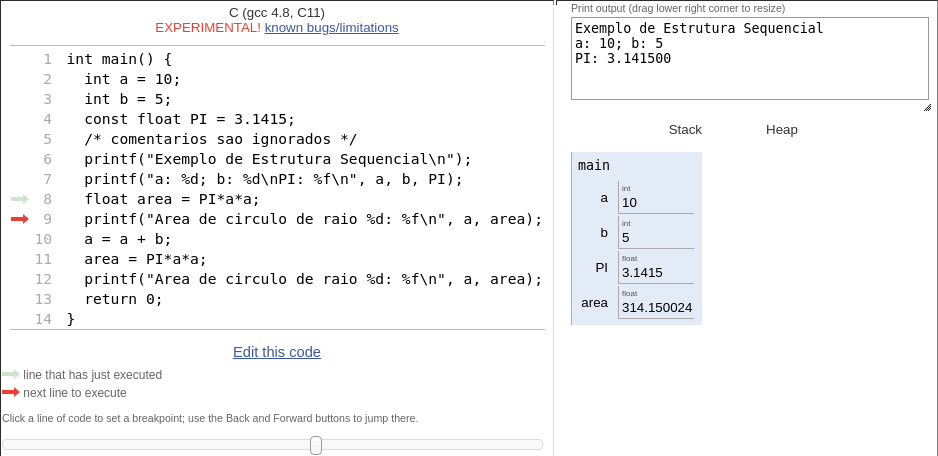 C (gcc 4.8, C11)
EXPERIMENTAL! known bugs/limitations
1 int main() {
2 int a = 10;
3 int b = 5;
4 const float PI = 3.1415;
5 /* comentarios sao ignorados */
6 printf("Exemplo de Estrutura Sequencial\n");
7 printf("a: %d; b: %d\nPI: %f\n", a, b, PI);
8 float area = PI*a*a;
9 printf("Area de circulo de raio %d: %f\n", a, area);
10 a = a + b;
11 area = PI*a*a;
12 printf("Area de circulo de raio %d: %f\n", a, area);
13 return 0;
14 }
Edit this code
line that has just executed
next line to execute
Click a line of code to set a breakpoint; use the Back and Forward buttons to jump there.
Print output (drag lower right corner to resize)
Exemplo de Estrutura Sequencial
a: 10; b: 5
PI: 3.141500
Stack Heap
main
int
a 10
int
b 5
float
PI 3.1415
float
area 314.150024